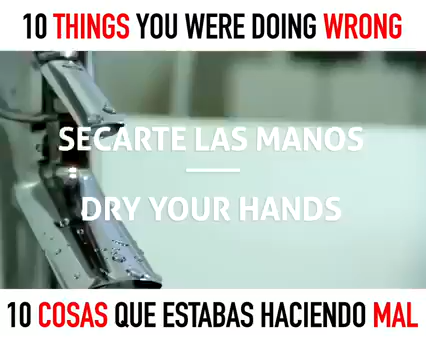 10 THINGS YOU WERE DOING WRONG
SECARTE LAS MANOS
DRY YOUR HANDS
10 COSAS QUE ESTABAS HACIENDO MAL